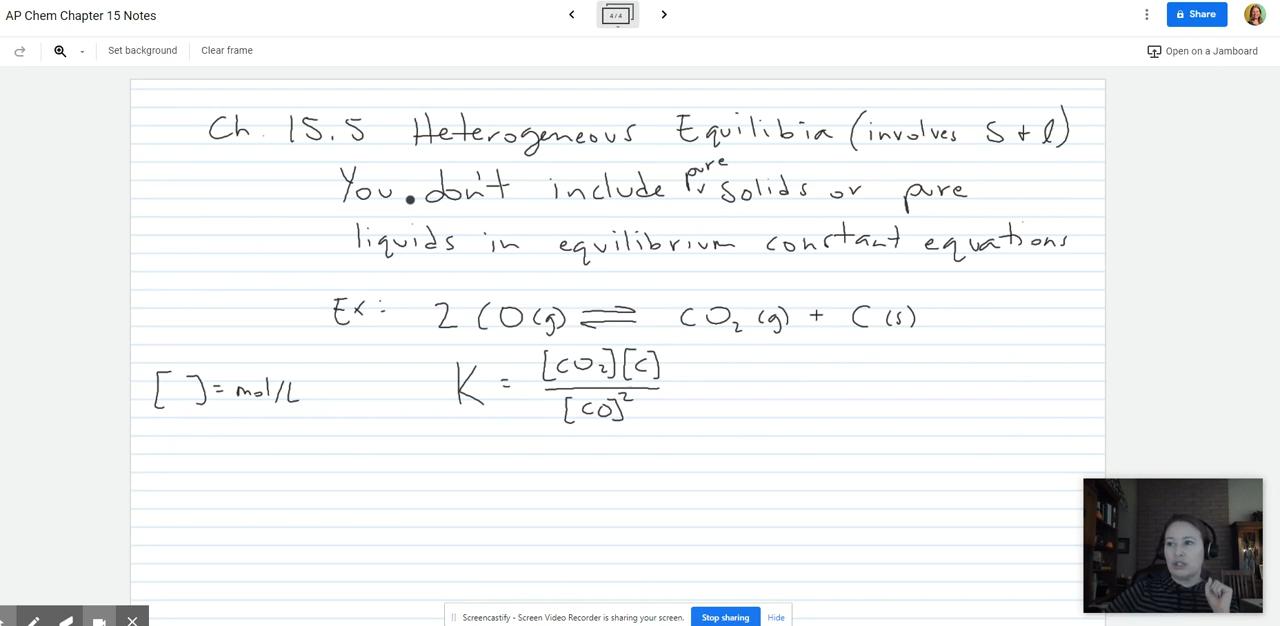 AP Chem Chapter 15 Notes
4 / 4
Share
Set background
Clear frame
Open on a Jamboard
Ch. 15.5 Heterogeneous Equilibia (involves S + l)
You don't include pure solids or pure
liquids in equilibrium constant equations
Ex: 2 CO(g) ⇌ CO₂(g) + C(s)
[ ] = mol/L
K = [CO₂][C] / [CO]²
Screencastify - Screen Video Recorder is sharing your screen.
Stop sharing
Hide